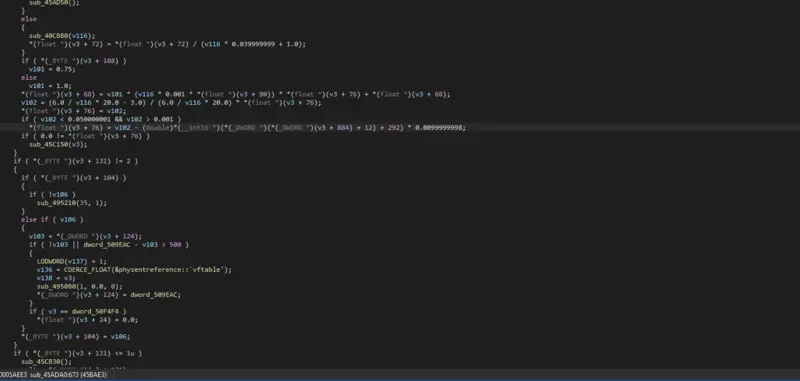 sub_45AD50();
}
else
{
sub_40CBB0(v116);
*(float *)(v3 + 72) = *(float *)(v3 + 72) / (v116 * 0.039999999 + 1.0);
}
if ( *(_BYTE *)(v3 + 108) )
v101 = 0.75;
else
v101 = 1.0;
*(float *)(v3 + 68) = v101 * (v116 * 0.001 * *(float *)(v3 + 80)) * *(float *)(v3 + 76) + *(float *)(v3 + 68);
v102 = (6.0 / v116 * 20.0 - 3.0) / (6.0 / v116 * 20.0) * *(float *)(v3 + 76);
*(float *)(v3 + 76) = v102;
if ( v102 < 0.050000001 && v102 > 0.001 )
*(float *)(v3 + 76) = v102 - (double)*(__int16 *)(*(_DWORD *)(*(_DWORD *)(v3 + 884) + 12) + 292) * 0.0099999998;
if ( 0.0 != *(float *)(v3 + 76) )
sub_45C150(v3);
}
if ( *(_BYTE *)(v3 + 131) != 2 )
{
if ( *(_BYTE *)(v3 + 104) )
{
if ( !v106 )
sub_495210(35, 1);
}
else if ( v106 )
{
v103 = *(_DWORD *)(v3 + 124);
if ( !v103 || dword_509EAC - v103 > 500 )
{
LODWORD(v137) = 1;
v136 = COERCE_FLOAT(&physentreference::`vftable');
v138 = v3;
sub_495080(1, 0.0, 0);
*(_DWORD *)(v3 + 124) = dword_509EAC;
}
if ( v3 == dword_50F4F4 )
*(float *)(v3 + 24) = 0.0;
}
*(_BYTE *)(v3 + 104) = v106;
}
if ( *(_BYTE *)(v3 + 131) <= 1u )
sub_45CB30();
0005AEE3 sub_45ADA0:673 (45BAE3)